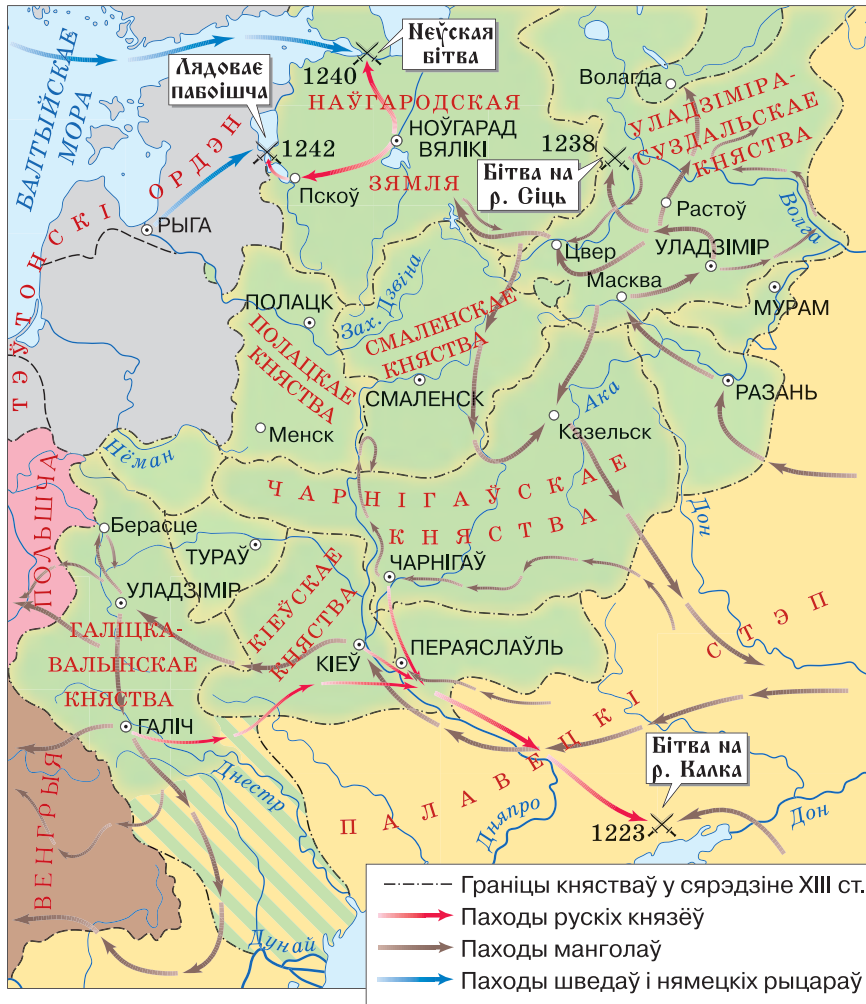 Неўская
бітва
1240
Лядовае
пабоішча
1242
БАЛТЫЙСКАЕ
МОРА
ТЭЎТОНСКІ ОРДЭН
НАЎГАРОДСКАЯ
ЗЯМЛЯ
НОЎГАРАД
ВЯЛІКІ
Пскоў
РЫГА
Вологда
УЛАДЗІМІРА-
СУЗДАЛЬСКАЕ
КНЯСТВА
1238
Бітва на
р. Сіць
Растоў
Волга
УЛАДЗІМІР
Цвер
Масква
МУРАМ
ПОЛАЦК
Зах. Дзвіна
ПОЛАЦКАЕ
КНЯСТВА
СМАЛЕНСКАЕ
КНЯСТВА
СМАЛЕНСК
РАЗАНЬ
Ака
Казельск
Менск
Нёман
ЧАРНІГАЎСКАЕ
КНЯСТВА
Дон
ПОЛЬШЧА
Берасце
ТУРАЎ
ЧАРНІГАЎ
УЛАДЗІМІР
КІЕЎСКАЕ
КНЯСТВА
ГАЛІЦКА-
ВАЛЫНСКАЕ
КНЯСТВА
КІЕЎ
ПЕРАЯСЛАЎЛЬ
ПАЛАВЕЦКІ СТЭП
ГАЛІЧ
Днестр
ВЕНГРЫЯ
Бітва на
р. Калка
1223
Дняпро
Дон
Дунай
Граніцы княстваў у сярэдзіне XIII ст.
Паходы рускіх князёў
Паходы манголаў
Паходы шведаў і нямецкіх рыцараў